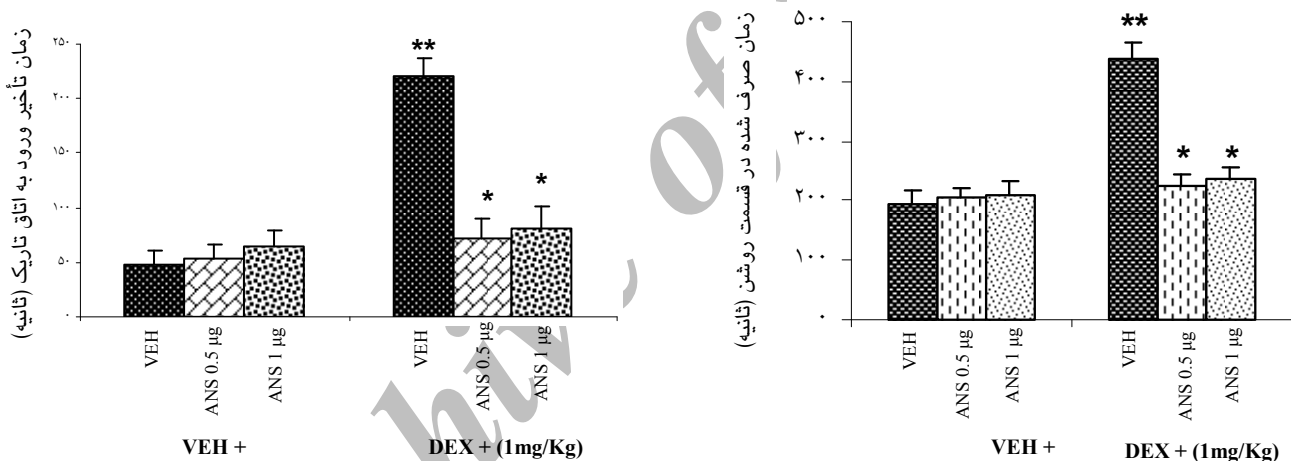 زمان تأخیر ورود به اتاق تاریک (ثانیه)
۲۵۰
۲۰۰
۱۵۰
۱۰۰
۵۰
۰
**
*
*
VEH
ANS 0.5 µg
ANS 1 µg
VEH
ANS 0.5 µg
ANS 1 µg
VEH +
DEX + (1mg/Kg)
زمان صرف شده در قسمت روشن (ثانیه)
۵۰۰
۴۰۰
۳۰۰
۲۰۰
۱۰۰
۰
**
*
*
VEH
ANS 0.5 µg
ANS 1 µg
VEH
ANS 0.5 µg
ANS 1 µg
VEH +
DEX + (1mg/Kg)
hive of